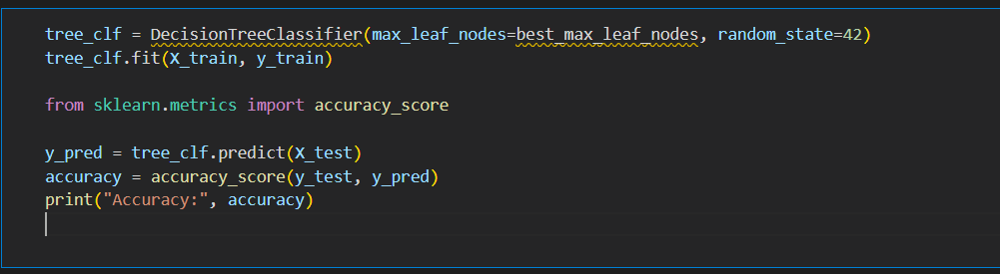 tree_clf = DecisionTreeClassifier(max_leaf_nodes=best_max_leaf_nodes, random_state=42)
tree_clf.fit(X_train, y_train)
from sklearn.metrics import accuracy_score
y_pred = tree_clf.predict(X_test)
accuracy = accuracy_score(y_test, y_pred)
print("Accuracy:", accuracy)